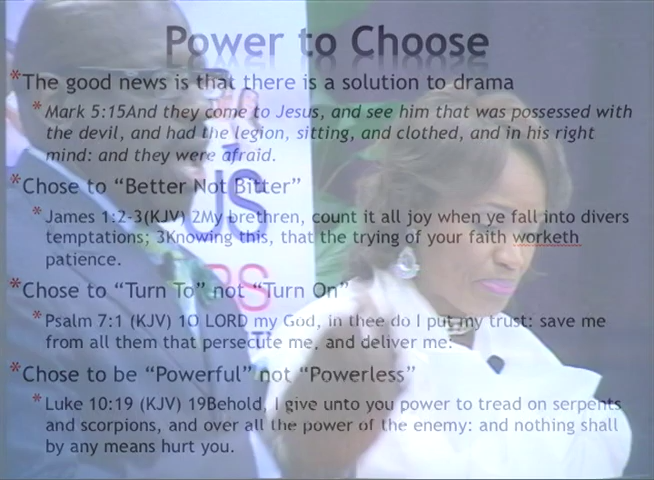 Power to Choose
*The good news is that there is a solution to drama
*Mark 5:15And they come to Jesus, and see him that was possessed with
the devil, and had the legion, sitting, and clothed, and in his right
mind: and they were afraid.
*Chose to “Better Not Bitter”
*James 1:2-3(KJV) 2My brethren, count it all joy when ye fall into divers
temptations; 3Knowing this, that the trying of your faith worketh
patience.
*Chose to “Turn To” not “Turn On”
*Psalm 7:1 (KJV) 1O LORD my God, in thee do I put my trust: save me
from all them that persecute me, and deliver me:
*Chose to be “Powerful” not “Powerless”
*Luke 10:19 (KJV) 19Behold, I give unto you power to tread on serpents
and scorpions, and over all the power of the enemy: and nothing shall
by any means hurt you.